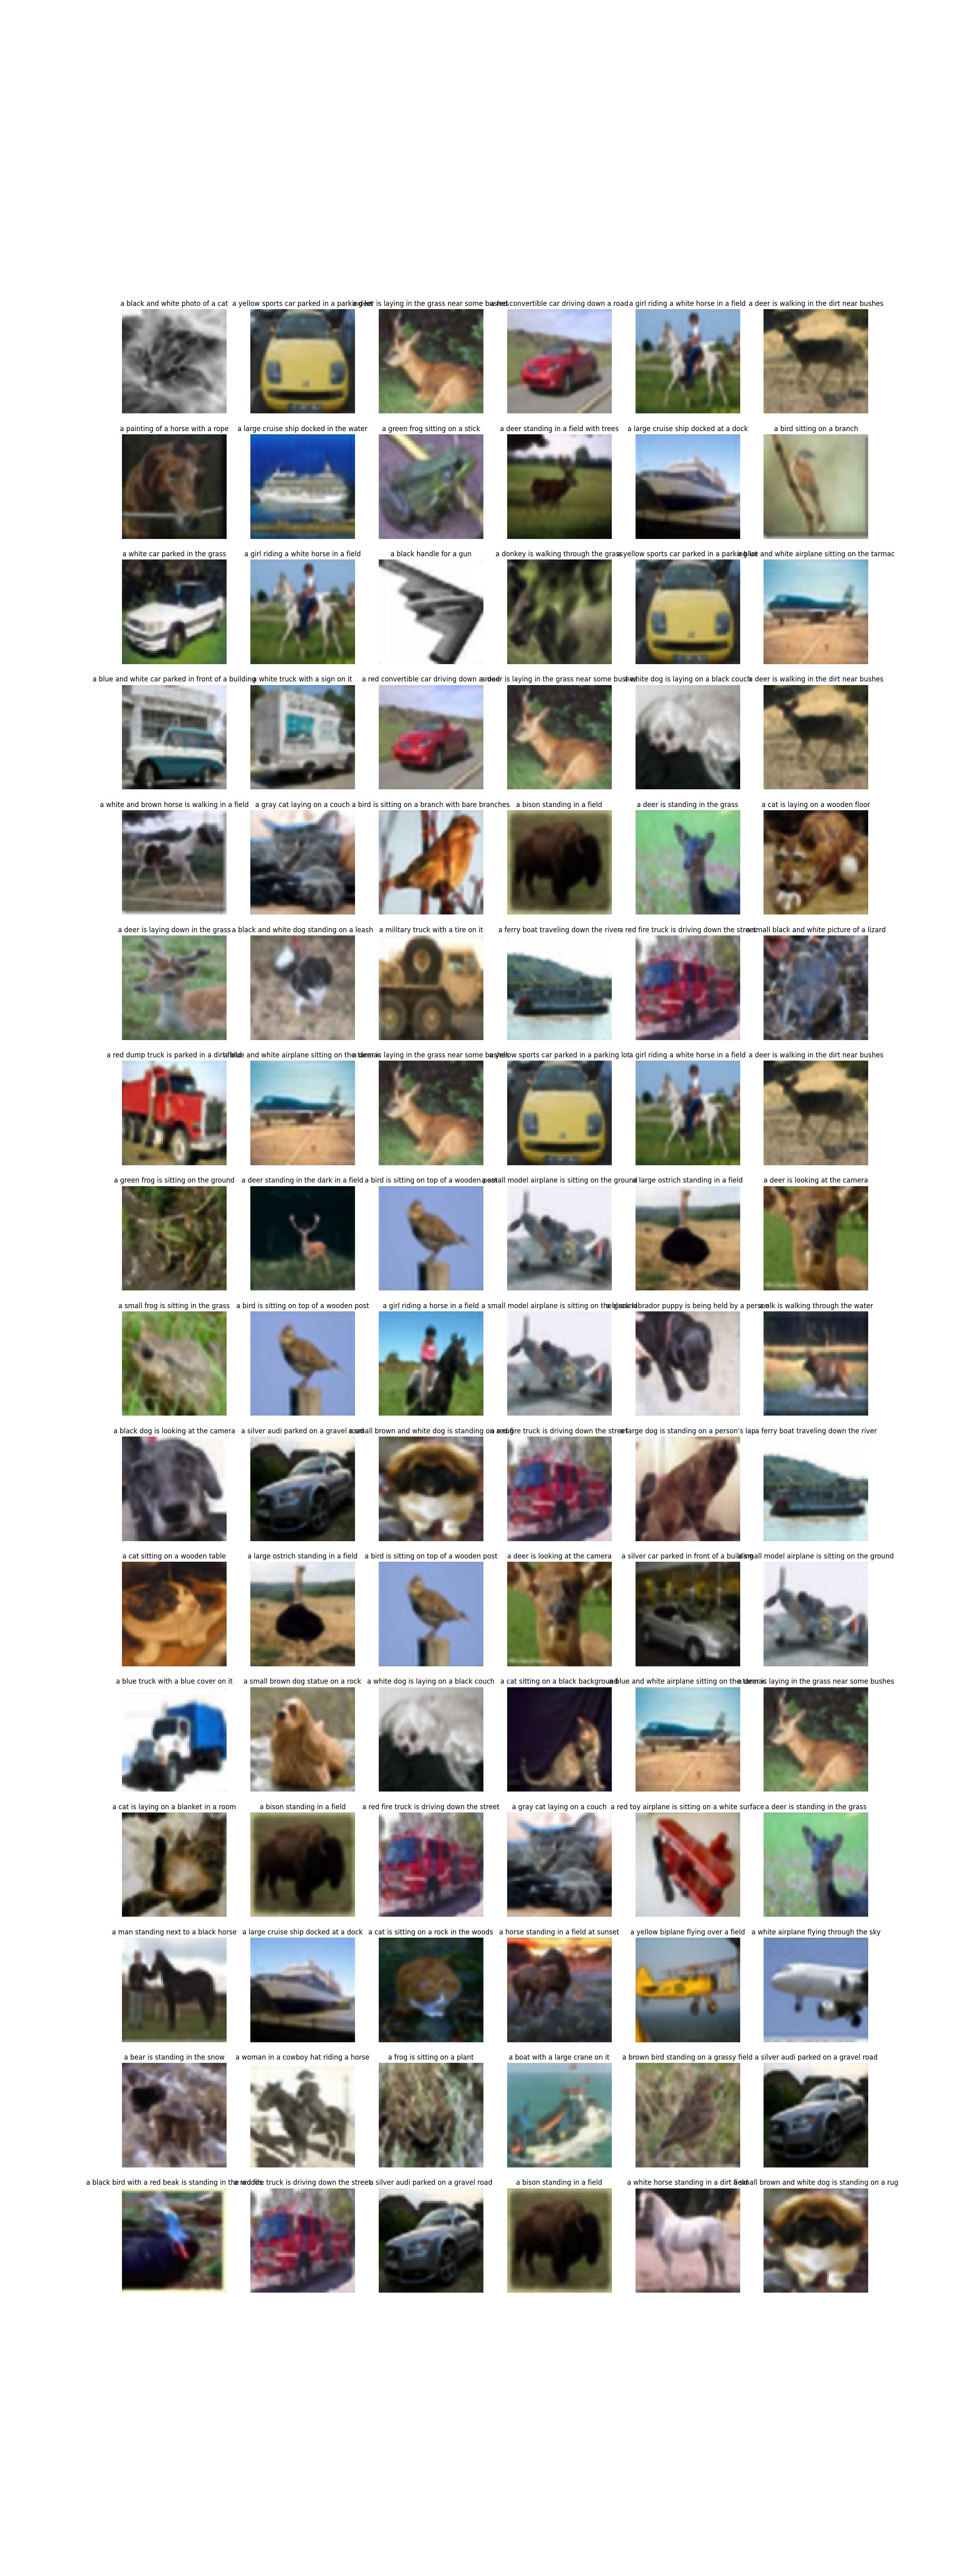 a black and white photo of a cat
a yellow sports car parked in a parking lot
a deer is laying in the grass near some bushes
a red convertible car driving down a road
a girl riding a white horse in a field
a deer is walking in the dirt near bushes
a painting of a horse with a rope
a large cruise ship docked in the water
a green frog sitting on a stick
a deer standing in a field with trees
a large cruise ship docked at a dock
a bird sitting on a branch
a white car parked in the grass
a girl riding a white horse in a field
a black handle for a gun
a donkey is walking through the grass
a yellow sports car parked in a parking lot
a blue and white airplane sitting on the tarmac
a blue and white car parked in front of a building
a white truck with a sign on it
a red convertible car driving down a road
a deer is laying in the grass near some bushes
a white dog is laying on a black couch
a deer is walking in the dirt near bushes
a white and brown horse is walking in a field
a gray cat laying on a couch
a bird is sitting on a branch with bare branches
a bison standing in a field
a deer is standing in the grass
a cat is laying on a wooden floor
a deer is laying down in the grass
a black and white dog standing on a leash
a military truck with a tire on it
a ferry boat traveling down the river
a red fire truck is driving down the street
a small black and white picture of a lizard
a red dump truck is parked in a dirt field
a blue and white airplane sitting on the tarmac
a deer is laying in the grass near some bushes
a yellow sports car parked in a parking lot
a girl riding a white horse in a field
a deer is walking in the dirt near bushes
a green frog is sitting on the ground
a deer standing in the dark in a field
a bird is sitting on top of a wooden post
a small model airplane is sitting on the ground
a large ostrich standing in a field
a deer is looking at the camera
a small frog is sitting in the grass
a bird is sitting on top of a wooden post
a girl riding a horse in a field
a small model airplane is sitting on the ground
a black labrador puppy is being held by a person
a elk is walking through the water
a black dog is looking at the camera
a silver audi parked on a gravel road
a small brown and white dog is standing on a rug
a red fire truck is driving down the street
a large dog is standing on a person's lap
a ferry boat traveling down the river
a cat sitting on a wooden table
a large ostrich standing in a field
a bird is sitting on top of a wooden post
a deer is looking at the camera
a silver car parked in front of a building
a small model airplane is sitting on the ground
a blue truck with a blue cover on it
a small brown dog statue on a rock
a white dog is laying on a black couch
a cat sitting on a black background
a blue and white airplane sitting on the tarmac
a deer is laying in the grass near some bushes
a cat is laying on a blanket in a room
a bison standing in a field
a red fire truck is driving down the street
a gray cat laying on a couch
a red toy airplane is sitting on a white surface
a deer is standing in the grass
a man standing next to a black horse
a large cruise ship docked at a dock
a cat is sitting on a rock in the woods
a horse standing in a field at sunset
a yellow biplane flying over a field
a white airplane flying through the sky
a bear is standing in the snow
a woman in a cowboy hat riding a horse
a frog is sitting on a plant
a boat with a large crane on it
a brown bird standing on a grassy field
a silver audi parked on a gravel road
a black bird with a red beak is standing in the woods
a red fire truck is driving down the street
a silver audi parked on a gravel road
a bison standing in a field
a white horse standing in a dirt field
a small brown and white dog is standing on a rug